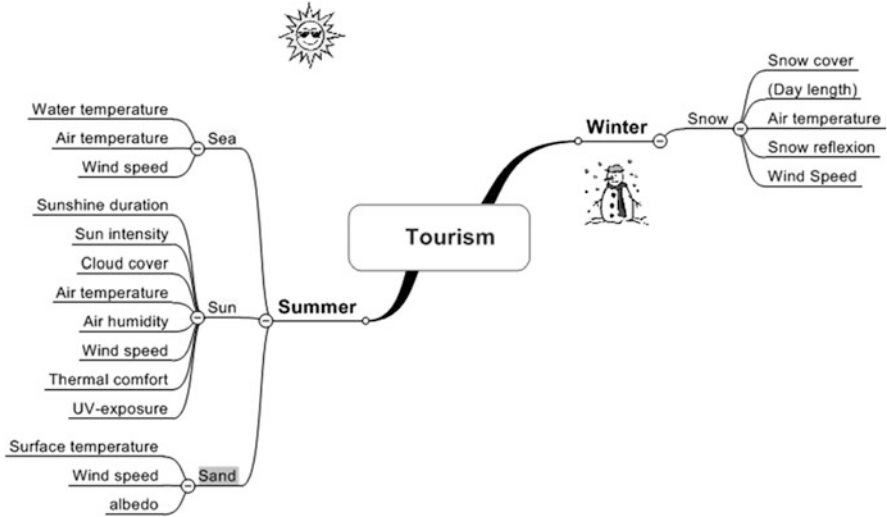 Tourism
Summer
Sea
Water temperature
Air temperature
Wind speed
Sun
Sunshine duration
Sun intensity
Cloud cover
Air temperature
Air humidity
Wind speed
Thermal comfort
UV-exposure
Sand
Surface temperature
Wind speed
albedo
Winter
Snow
Snow cover
(Day length)
Air temperature
Snow reflexion
Wind Speed